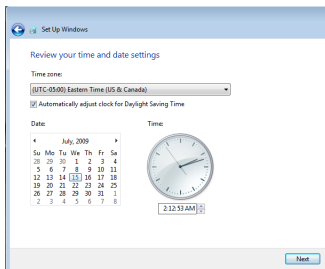 Set Up Windows
Review your time and date settings
Time zone:
(UTC-05:00) Eastern Time (US & Canada)
Automatically adjust clock for Daylight Saving Time
Date: Time:
July, 2009
Su Mo Tu We Th Fr Sa
28 29 30 1 2 3 4
5 6 7 8 9 10 11
12 13 14 15 16 17 18
19 20 21 22 23 24 25
26 27 28 29 30 31 1
2 3 4 5 6 7 8
2:12:53 AM
Next